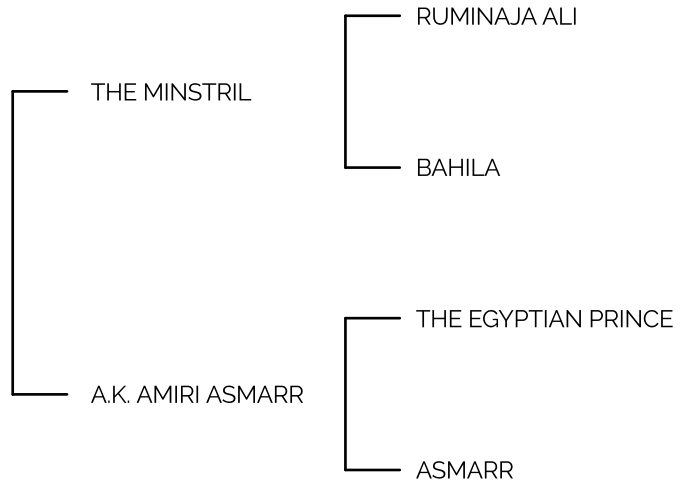 RUMINAJA ALI
THE MINSTRIL
BAHILA
THE EGYPTIAN PRINCE
A.K. AMIRI ASMARR
ASMARR